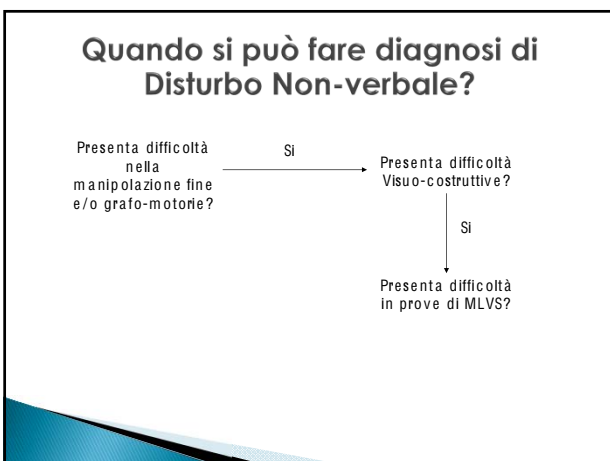 Quando si può fare diagnosi di
Disturbo Non-verbale?
Presenta difficoltà
nella
manipolazione fine
e/o grafo-motorie?
Si
Presenta difficoltà
Visuo-costruttive?
Si
Presenta difficoltà
in prove di MLVS?